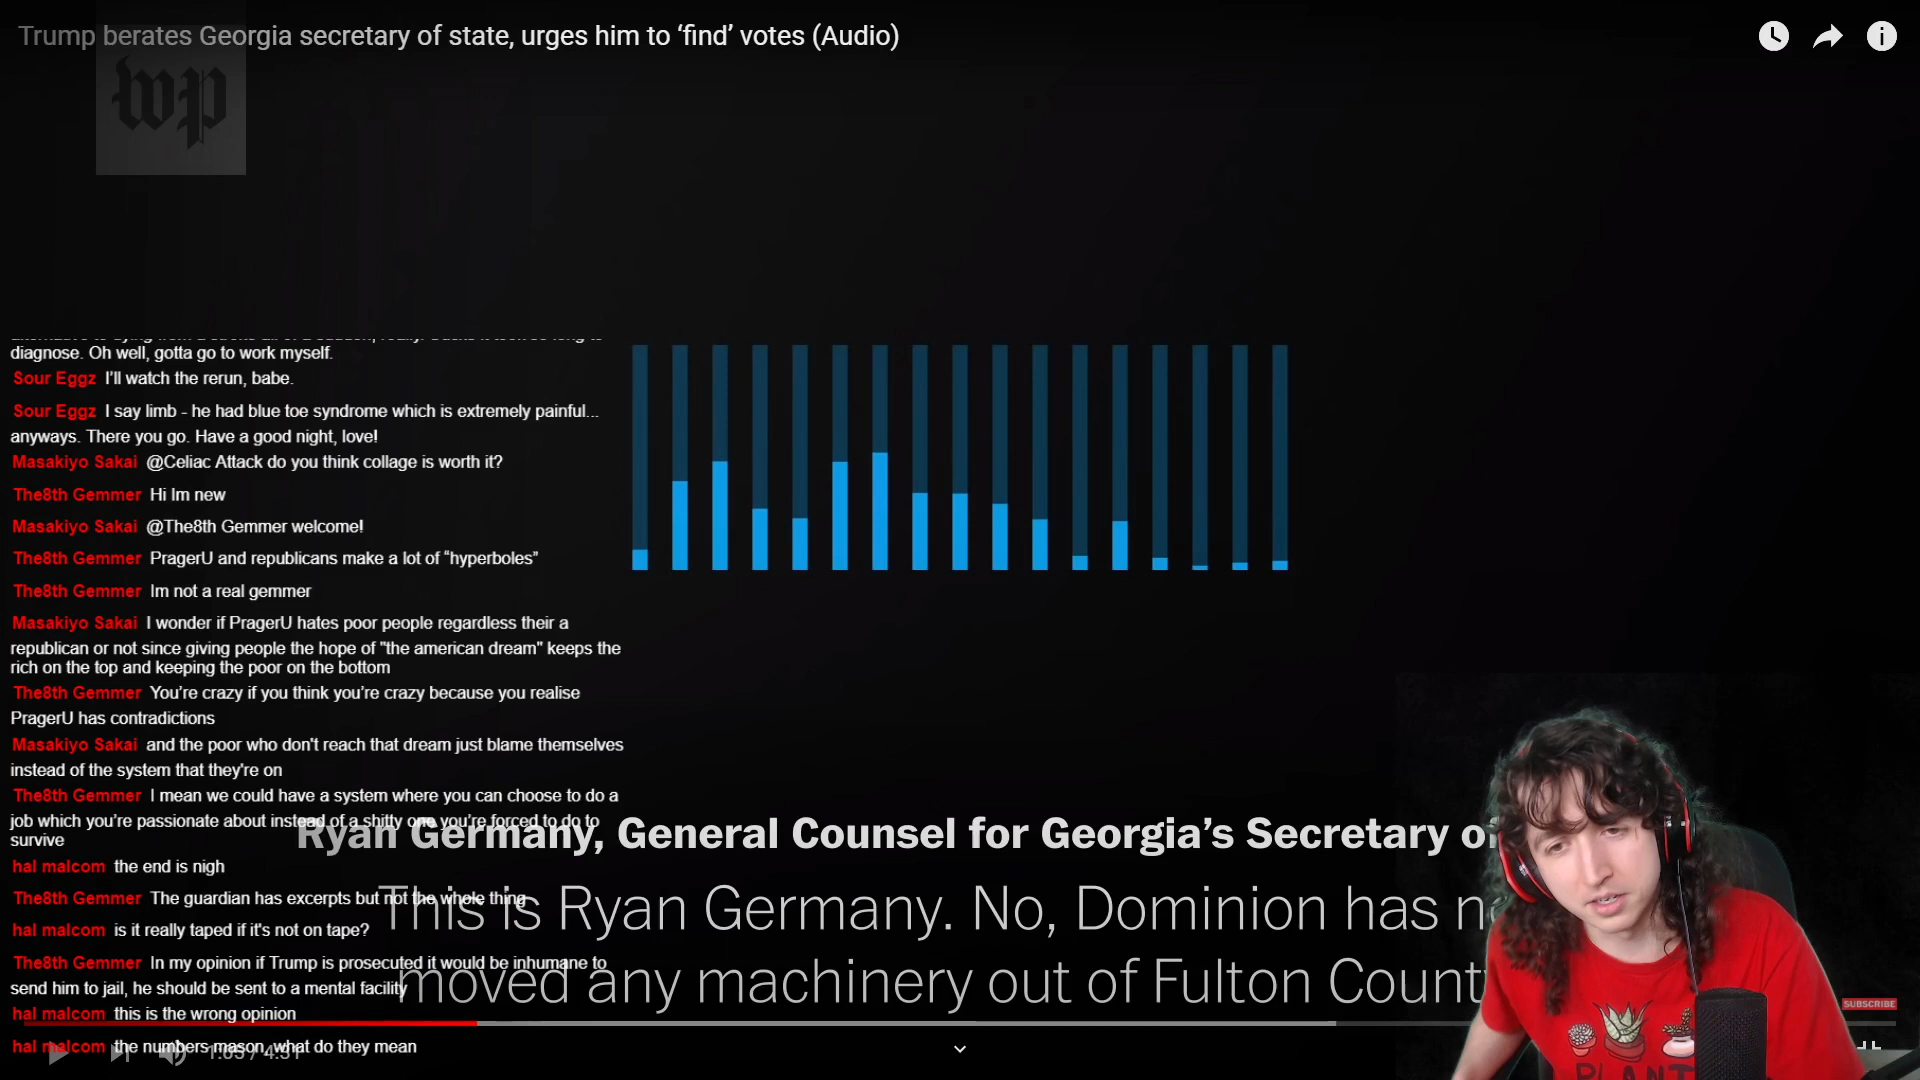 Trump berates Georgia secretary of state, urges him to ‘find’ votes (Audio)
wp
diagnose. Oh well, gotta go to work myself.
Sour Eggz I’ll watch the rerun, babe.
Sour Eggz I say limb - he had blue toe syndrome which is extremely painful...
anyways. There you go. Have a good night, love!
Masakiyo Sakai @Celiac Attack do you think collage is worth it?
The8th Gemmer Hi Im new
Masakiyo Sakai @The8th Gemmer welcome!
The8th Gemmer PragerU and republicans make a lot of “hyperboles”
The8th Gemmer Im not a real gemmer
Masakiyo Sakai I wonder if PragerU hates poor people regardless their a
republican or not since giving people the hope of "the american dream" keeps the
rich on the top and keeping the poor on the bottom
The8th Gemmer You’re crazy if you think you’re crazy because you realise
PragerU has contradictions
Masakiyo Sakai and the poor who don't reach that dream just blame themselves
instead of the system that they're on
The8th Gemmer I mean we could have a system where you can choose to do a
job which you’re passionate about instead of a shitty one you’re forced to do to
survive
hal malcom the end is nigh
The8th Gemmer The guardian has excerpts but not the whole thing
hal malcom is it really taped if it's not on tape?
The8th Gemmer In my opinion if Trump is prosecuted it would be inhumane to
send him to jail, he should be sent to a mental facility
hal malcom this is the wrong opinion
hal malcom the numbers mason, what do they mean
Ryan Germany, General Counsel for Georgia’s Secretary of
This is Ryan Germany. No, Dominion has
moved any machinery out of Fulton
SUBSCRIBE
PLANT